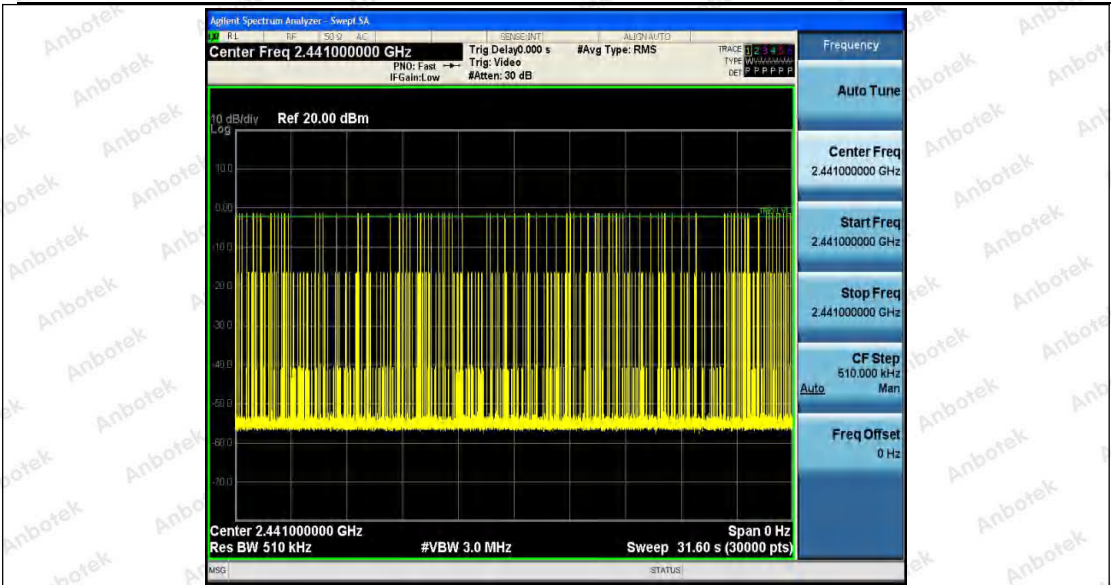 Agilent Spectrum Analyzer - Swept SA
RL RF 50 Ω AC SENSE:INT ALIGN AUTO
Center Freq 2.441000000 GHz
PNO: Fast
IFGain:Low
Trig Delay0.000 s
Trig: Video
#Atten: 30 dB
#Avg Type: RMS
TRACE 1 2 3 4 5 6
TYPE
DET P P P P P P
10 dB/div Ref 20.00 dBm
Log
10.0
0.00
-10.0
-20.0
-30.0
-40.0
-50.0
-60.0
-70.0
TRIG LVL
Center 2.441000000 GHz
Span 0 Hz
Res BW 510 kHz
#VBW 3.0 MHz
Sweep 31.60 s (30000 pts)
MSG
STATUS
Frequency
Auto Tune
Center Freq
2.441000000 GHz
Start Freq
2.441000000 GHz
Stop Freq
2.441000000 GHz
CF Step
510.000 kHz
Auto Man
Freq Offset
0 Hz
Anbotek